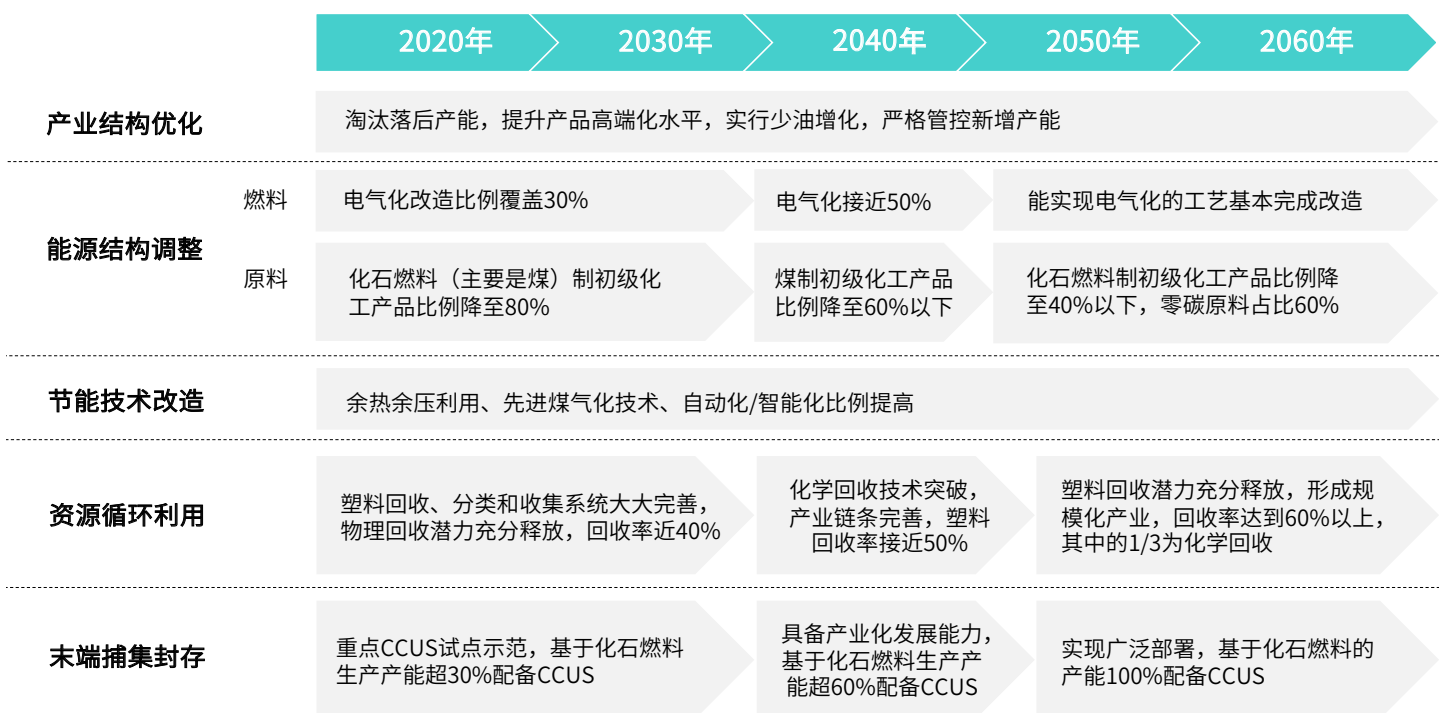 2020年
2030年
2040年
2050年
2060年
产业结构优化
淘汰落后产能，提升产品高端化水平，实行少油增化，严格管控新增产能
能源结构调整
燃料
电气化改造比例覆盖30%
电气化接近50%
能实现电气化的工艺基本完成改造
原料
化石燃料（主要是煤）制初级化
工产品比例降至80%
煤制初级化工产品
比例降至60%以下
化石燃料制初级化工产品比例降
至40%以下，零碳原料占比60%
节能技术改造
余热余压利用、先进煤气化技术、自动化/智能化比例提高
资源循环利用
塑料回收、分类和收集系统大大完善，
物理回收潜力充分释放，回收率近40%
化学回收技术突破，
产业链条完善，塑料
回收率接近50%
塑料回收潜力充分释放，形成规
模化产业，回收率达到60%以上，
其中的1/3为化学回收
末端捕集封存
重点CCUS试点示范，基于化石燃料
生产产能超30%配备CCUS
具备产业化发展能力，
基于化石燃料生产产
能超60%配备CCUS
实现广泛部署，基于化石燃料的
产能100%配备CCUS